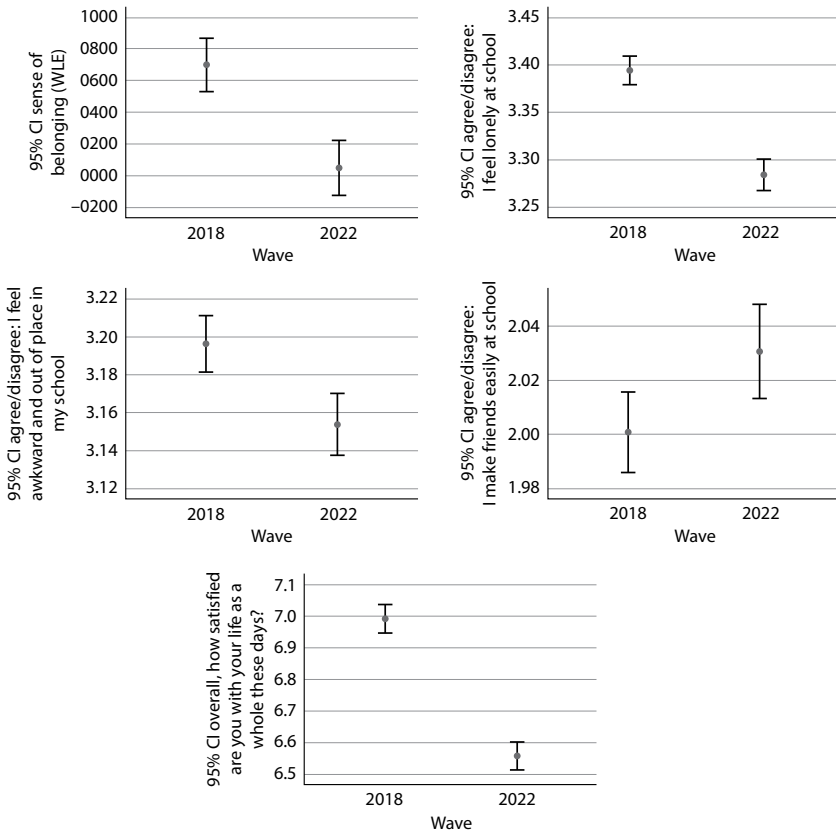 95% CI sense of
belonging (WLE)
1000
0800
0600
0400
0200
0000
–0200
2018
2022
Wave
95% CI agree/disagree:
I feel lonely at school
3.45
3.40
3.35
3.30
3.25
2018
2022
Wave
95% CI agree/disagree: I feel
awkward and out of place in
my school
3.22
3.20
3.18
3.16
3.14
3.12
2018
2022
Wave
95% CI agree/disagree:
I make friends easily at school
2.04
2.02
2.00
1.98
2018
2022
Wave
95% CI overall, how satisfied
are you with your life as a
whole these days?
7.1
7.0
6.9
6.8
6.7
6.6
6.5
2018
2022
Wave